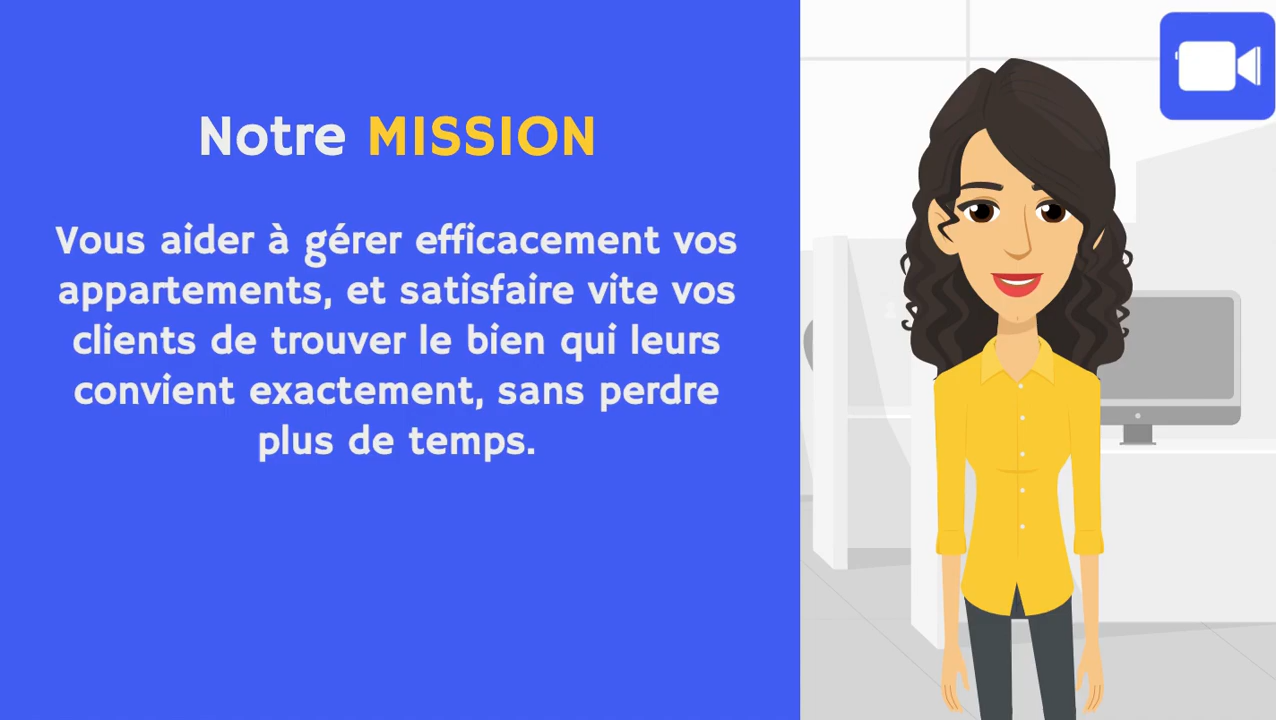 Notre MISSION
Vous aider à gérer efficacement vos
appartements, et satisfaire vite vos
clients de trouver le bien qui leurs
convient exactement, sans perdre
plus de temps.